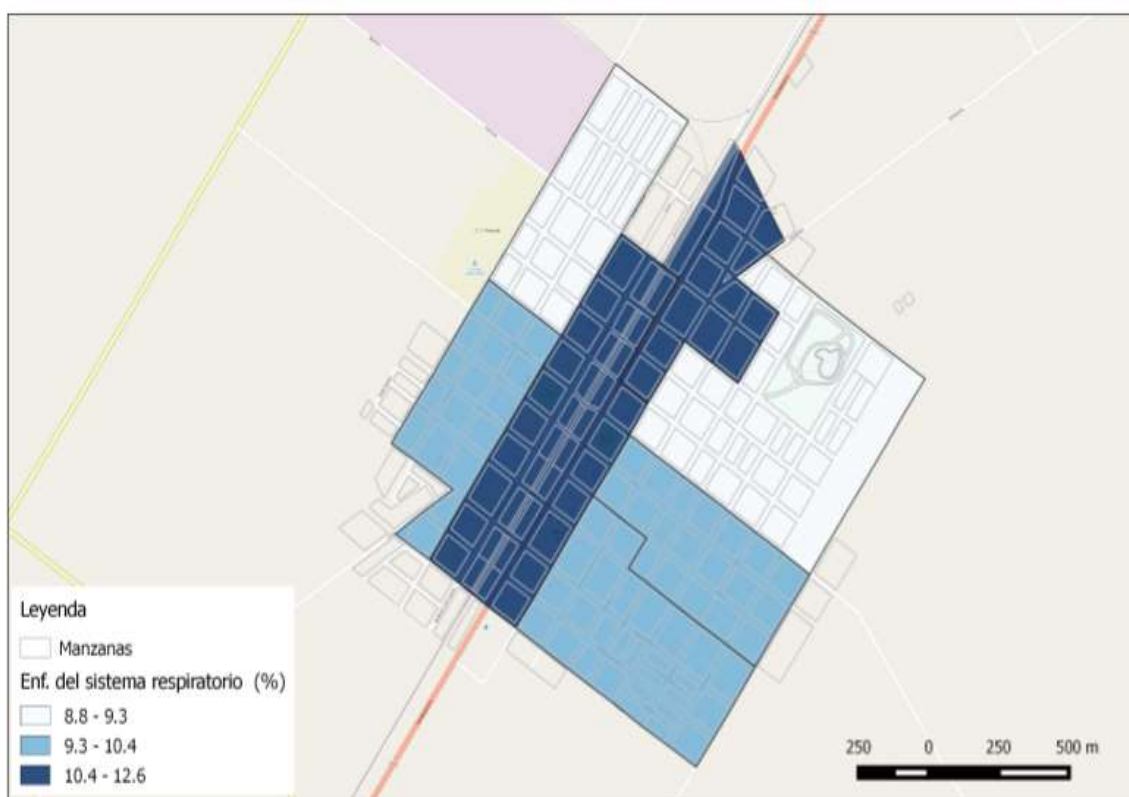 Leyenda
Manzanas
Enf. del sistema respiratorio (%)
8.8 - 9.3
9.3 - 10.4
10.4 - 12.6
250 0 250 500 m